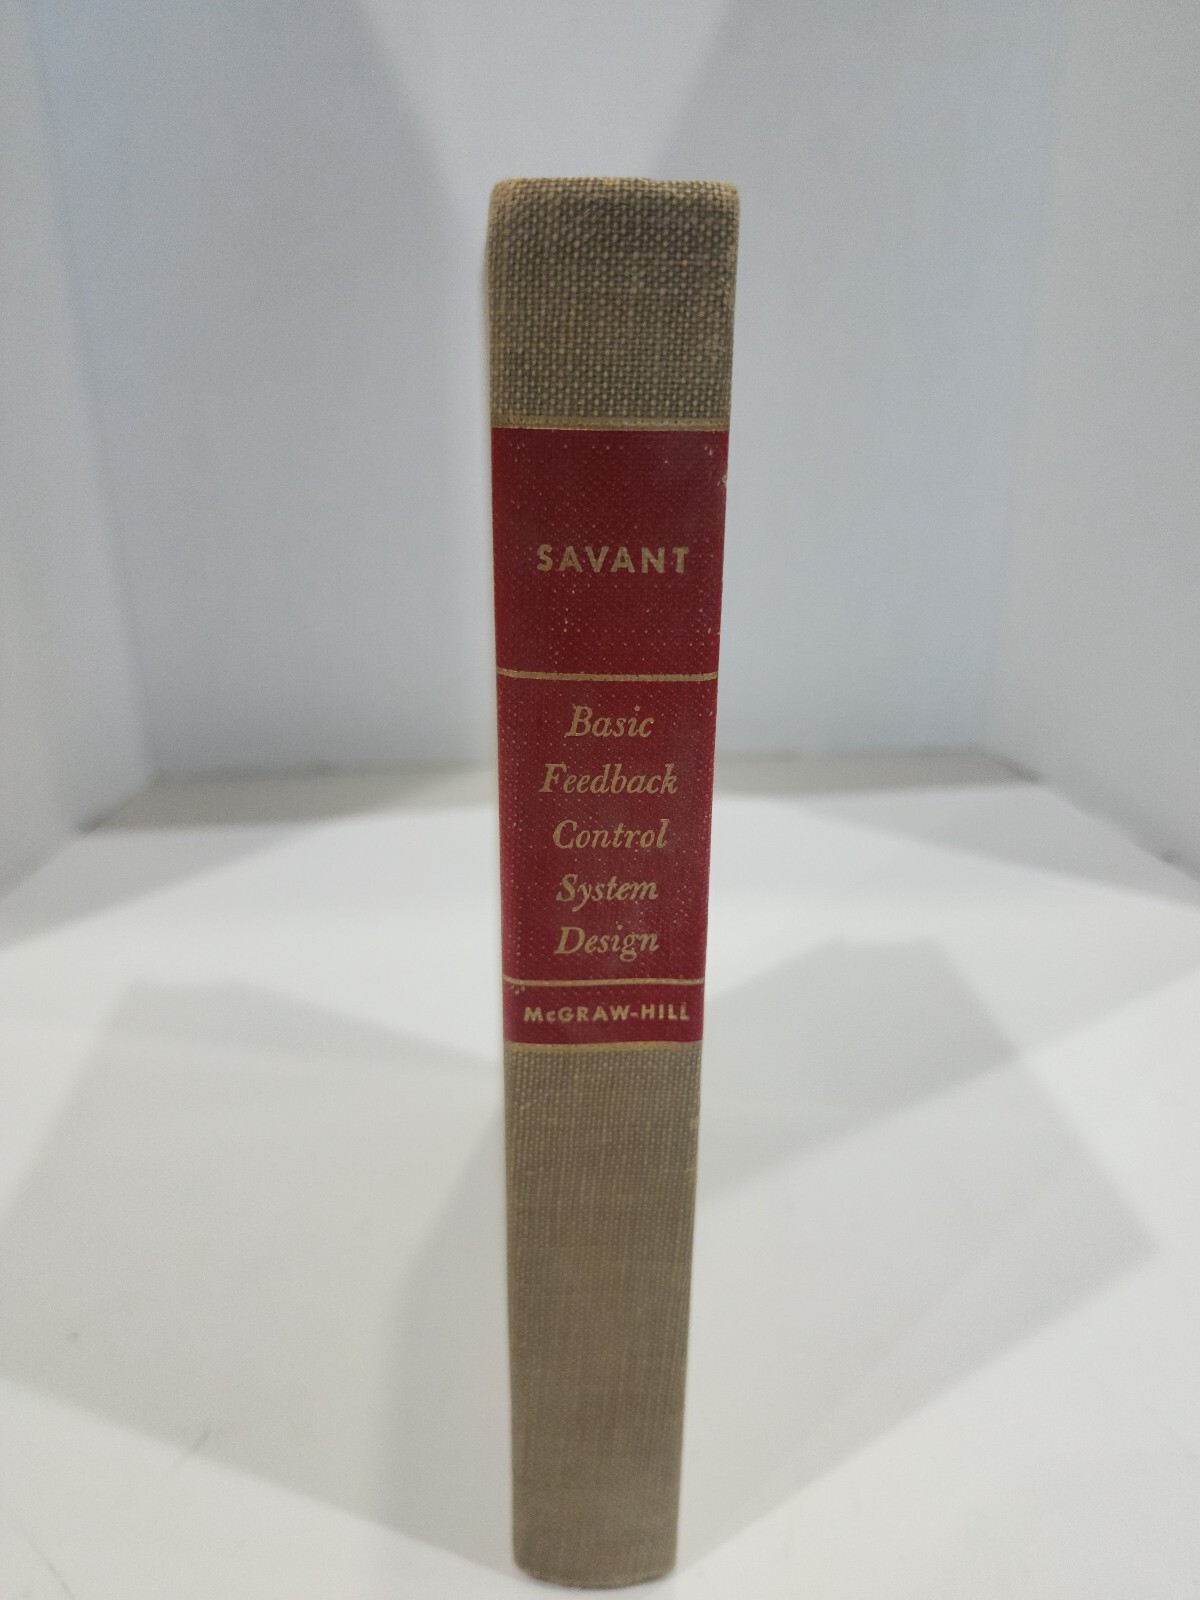 SAVANT
Basic
Feedback
Control
System
Design
McGRAW-HILL